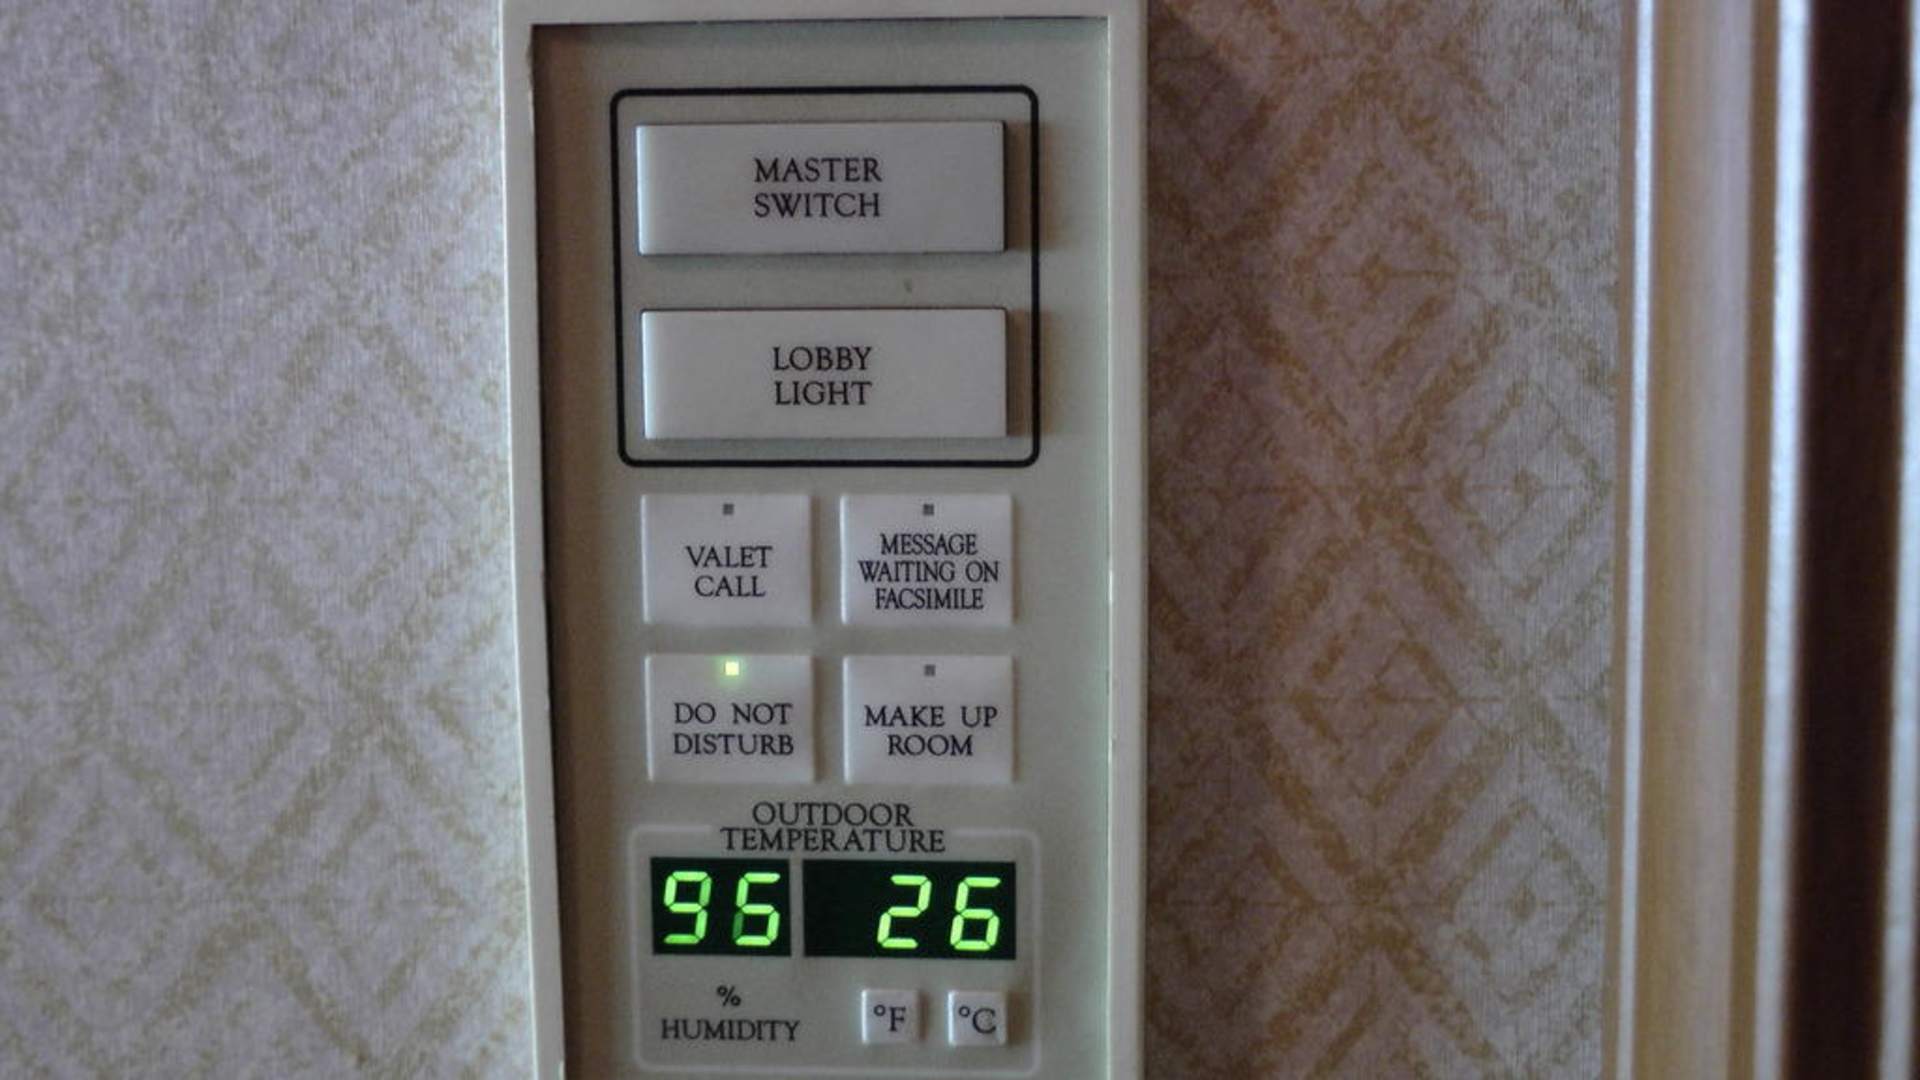 MASTER
SWITCH
LOBBY
LIGHT
VALET
CALL
MESSAGE
WAITING ON
FACSIMILE
DO NOT
DISTURB
MAKE UP
ROOM
OUTDOOR
TEMPERATURE
96 26
%
HUMIDITY
°F °C